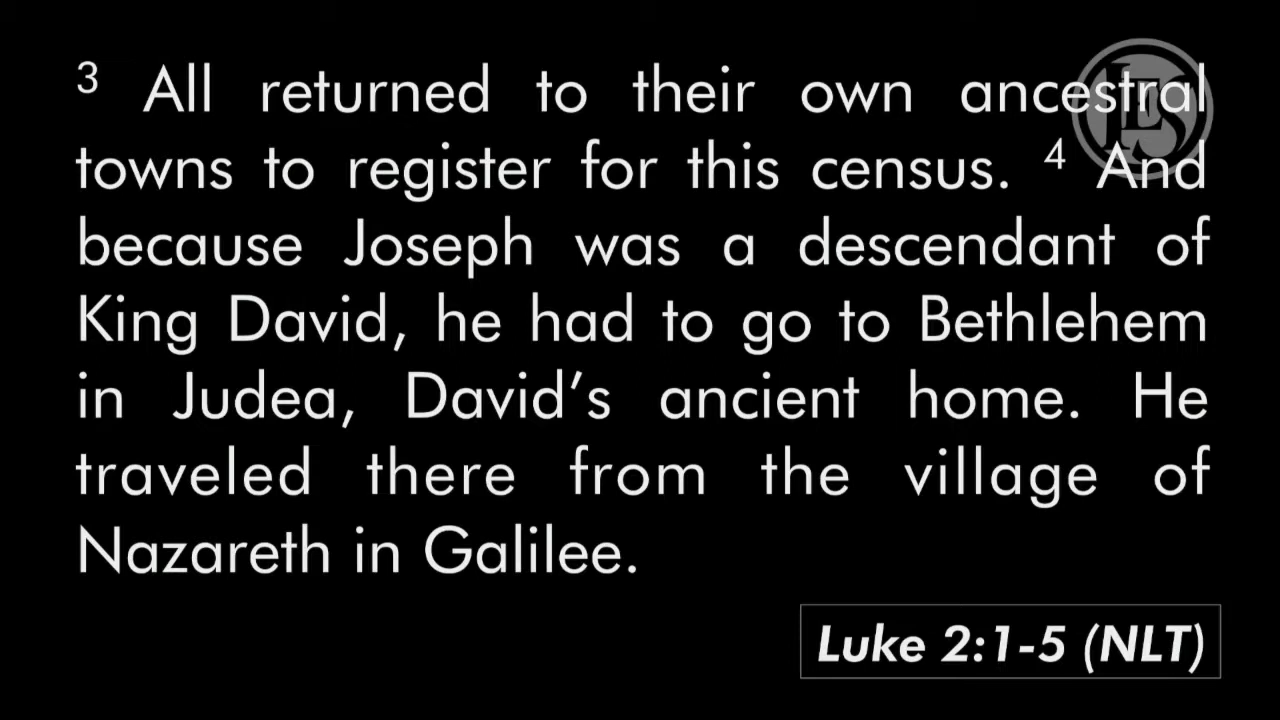 3 All returned to their own ancestral
towns to register for this census. 4 And
because Joseph was a descendant of
King David, he had to go to Bethlehem
in Judea, David’s ancient home. He
traveled there from the village of
Nazareth in Galilee.
Luke 2:1-5 (NLT)